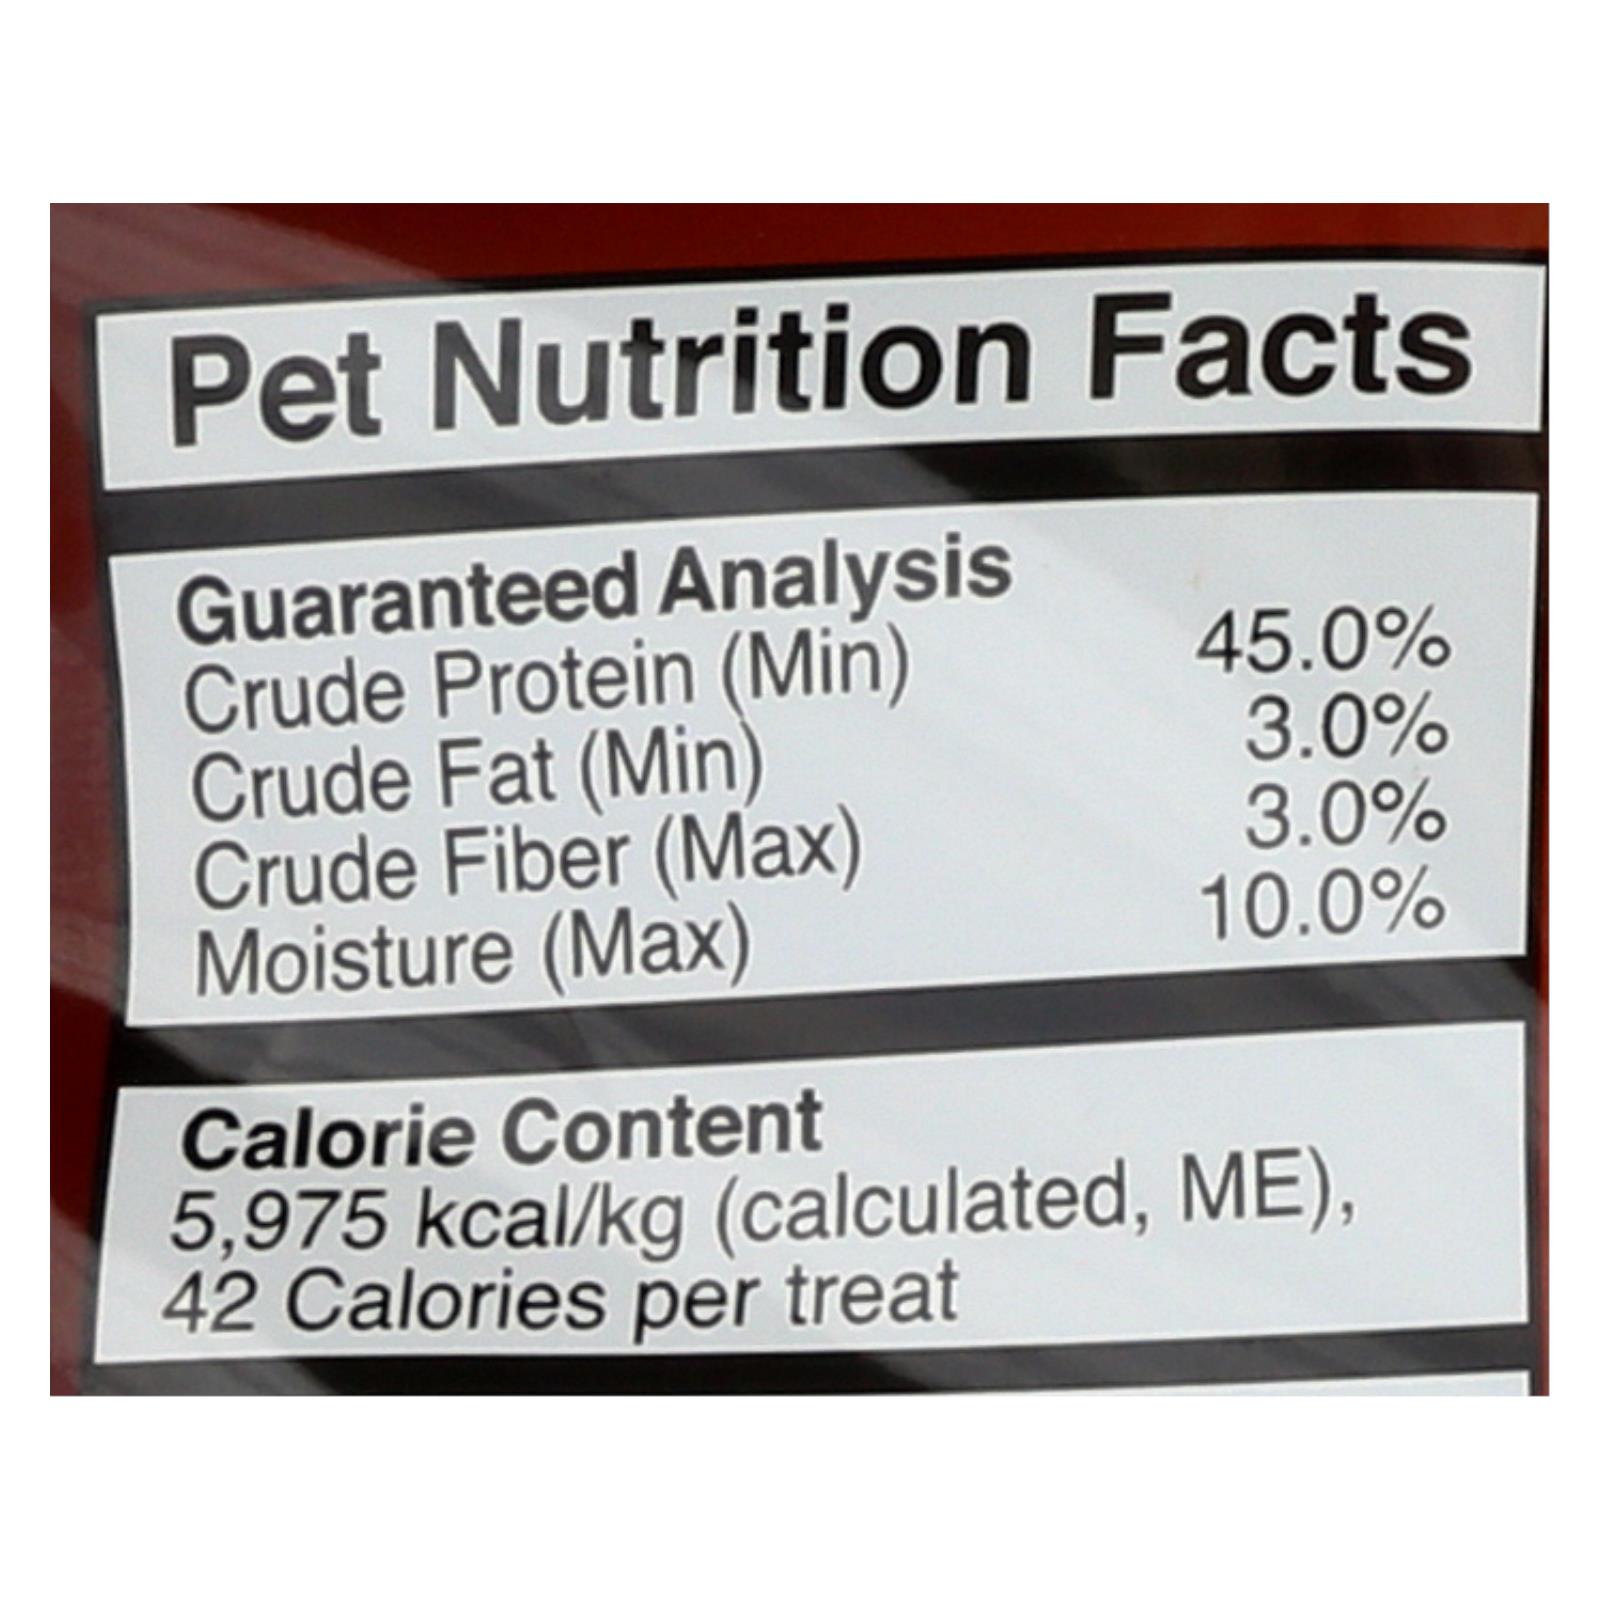 Pet Nutrition Facts
Guaranteed Analysis
Crude Protein (Min) 45.0%
Crude Fat (Min) 3.0%
Crude Fiber (Max) 3.0%
Moisture (Max) 10.0%
Calorie Content
5,975 kcal/kg (calculated, ME),
42 Calories per treat